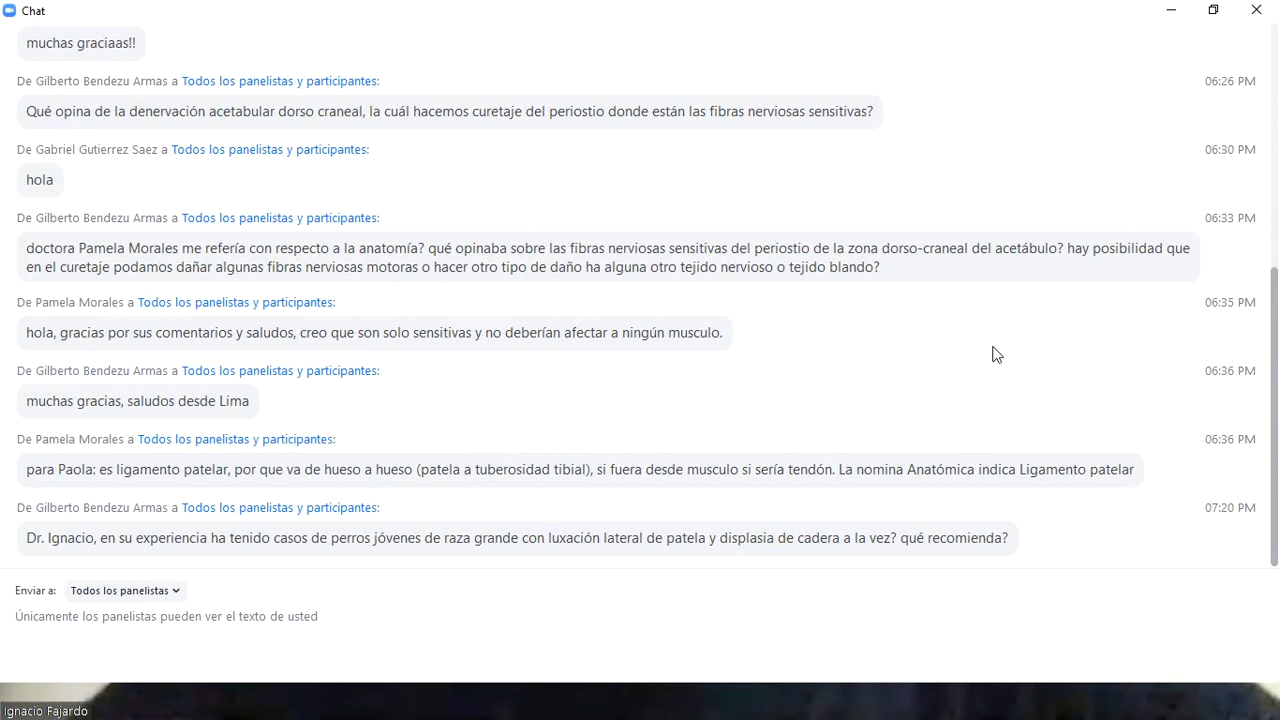 Chat
muchas graciaas!!
De Gilberto Bendezu Armas a Todos los panelistas y participantes: 06:26 PM
Qué opina de la denervación acetabular dorso craneal, la cuál hacemos curetaje del periostio donde están las fibras nerviosas sensitivas?
De Gabriel Gutierrez Saez a Todos los panelistas y participantes: 06:30 PM
hola
De Gilberto Bendezu Armas a Todos los panelistas y participantes: 06:33 PM
doctora Pamela Morales me refería con respecto a la anatomía? qué opinaba sobre las fibras nerviosas sensitivas del periostio de la zona dorso-craneal del acetábulo? hay posibilidad que
en el curetaje podamos dañar algunas fibras nerviosas motoras o hacer otro tipo de daño ha alguna otro tejido nervioso o tejido blando?
De Pamela Morales a Todos los panelistas y participantes: 06:35 PM
hola, gracias por sus comentarios y saludos, creo que son solo sensitivas y no deberían afectar a ningún musculo.
De Gilberto Bendezu Armas a Todos los panelistas y participantes: 06:36 PM
muchas gracias, saludos desde Lima
De Pamela Morales a Todos los panelistas y participantes: 06:36 PM
para Paola: es ligamento patelar, por que va de hueso a hueso (patela a tuberosidad tibial), si fuera desde musculo si sería tendón. La nomina Anatómica indica Ligamento patelar
De Gilberto Bendezu Armas a Todos los panelistas y participantes: 07:20 PM
Dr. Ignacio, en su experiencia ha tenido casos de perros jóvenes de raza grande con luxación lateral de patela y displasia de cadera a la vez? qué recomienda?
Enviar a: Todos los panelistas
Únicamente los panelistas pueden ver el texto de usted
Ignacio Fajardo